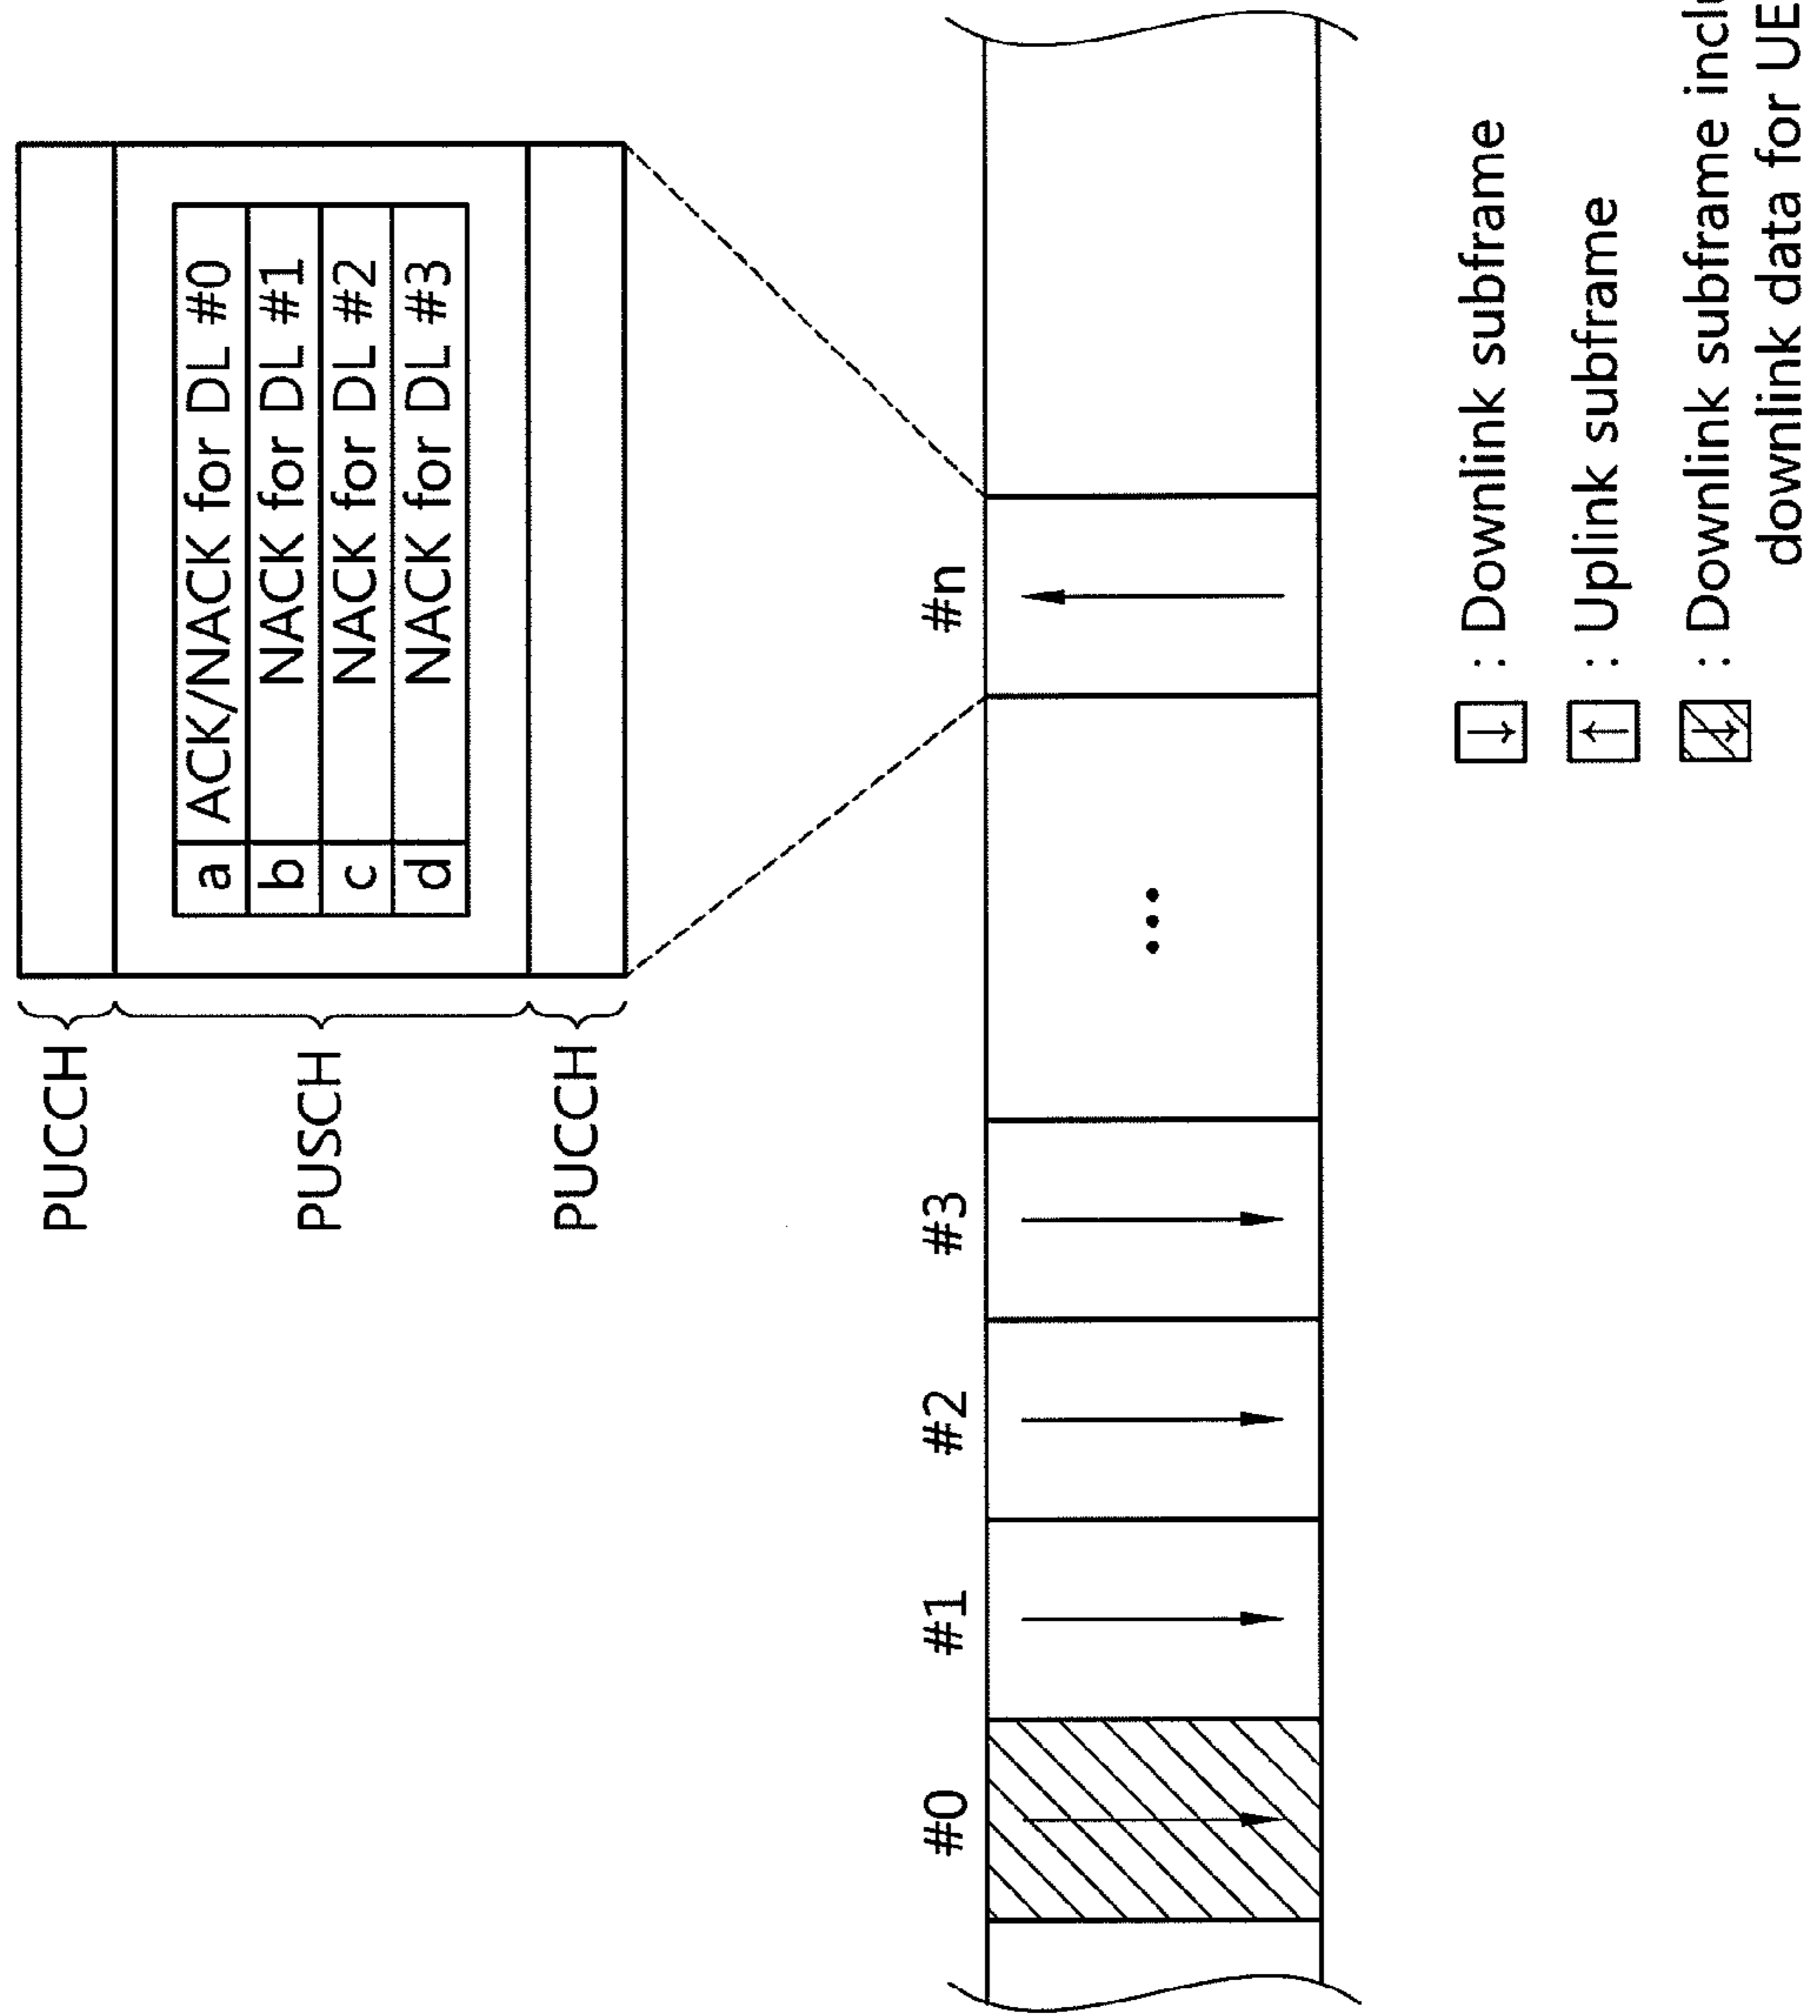 PUCCH
PUSCH
PUCCH
a ACK/NACK for DL #0
b NACK for DL #1
c NACK for DL #2
d NACK for DL #3
#0 #1 #2 #3 ... #n
: Downlink subframe
: Uplink subframe
: Downlink subframe
downlink data for UE